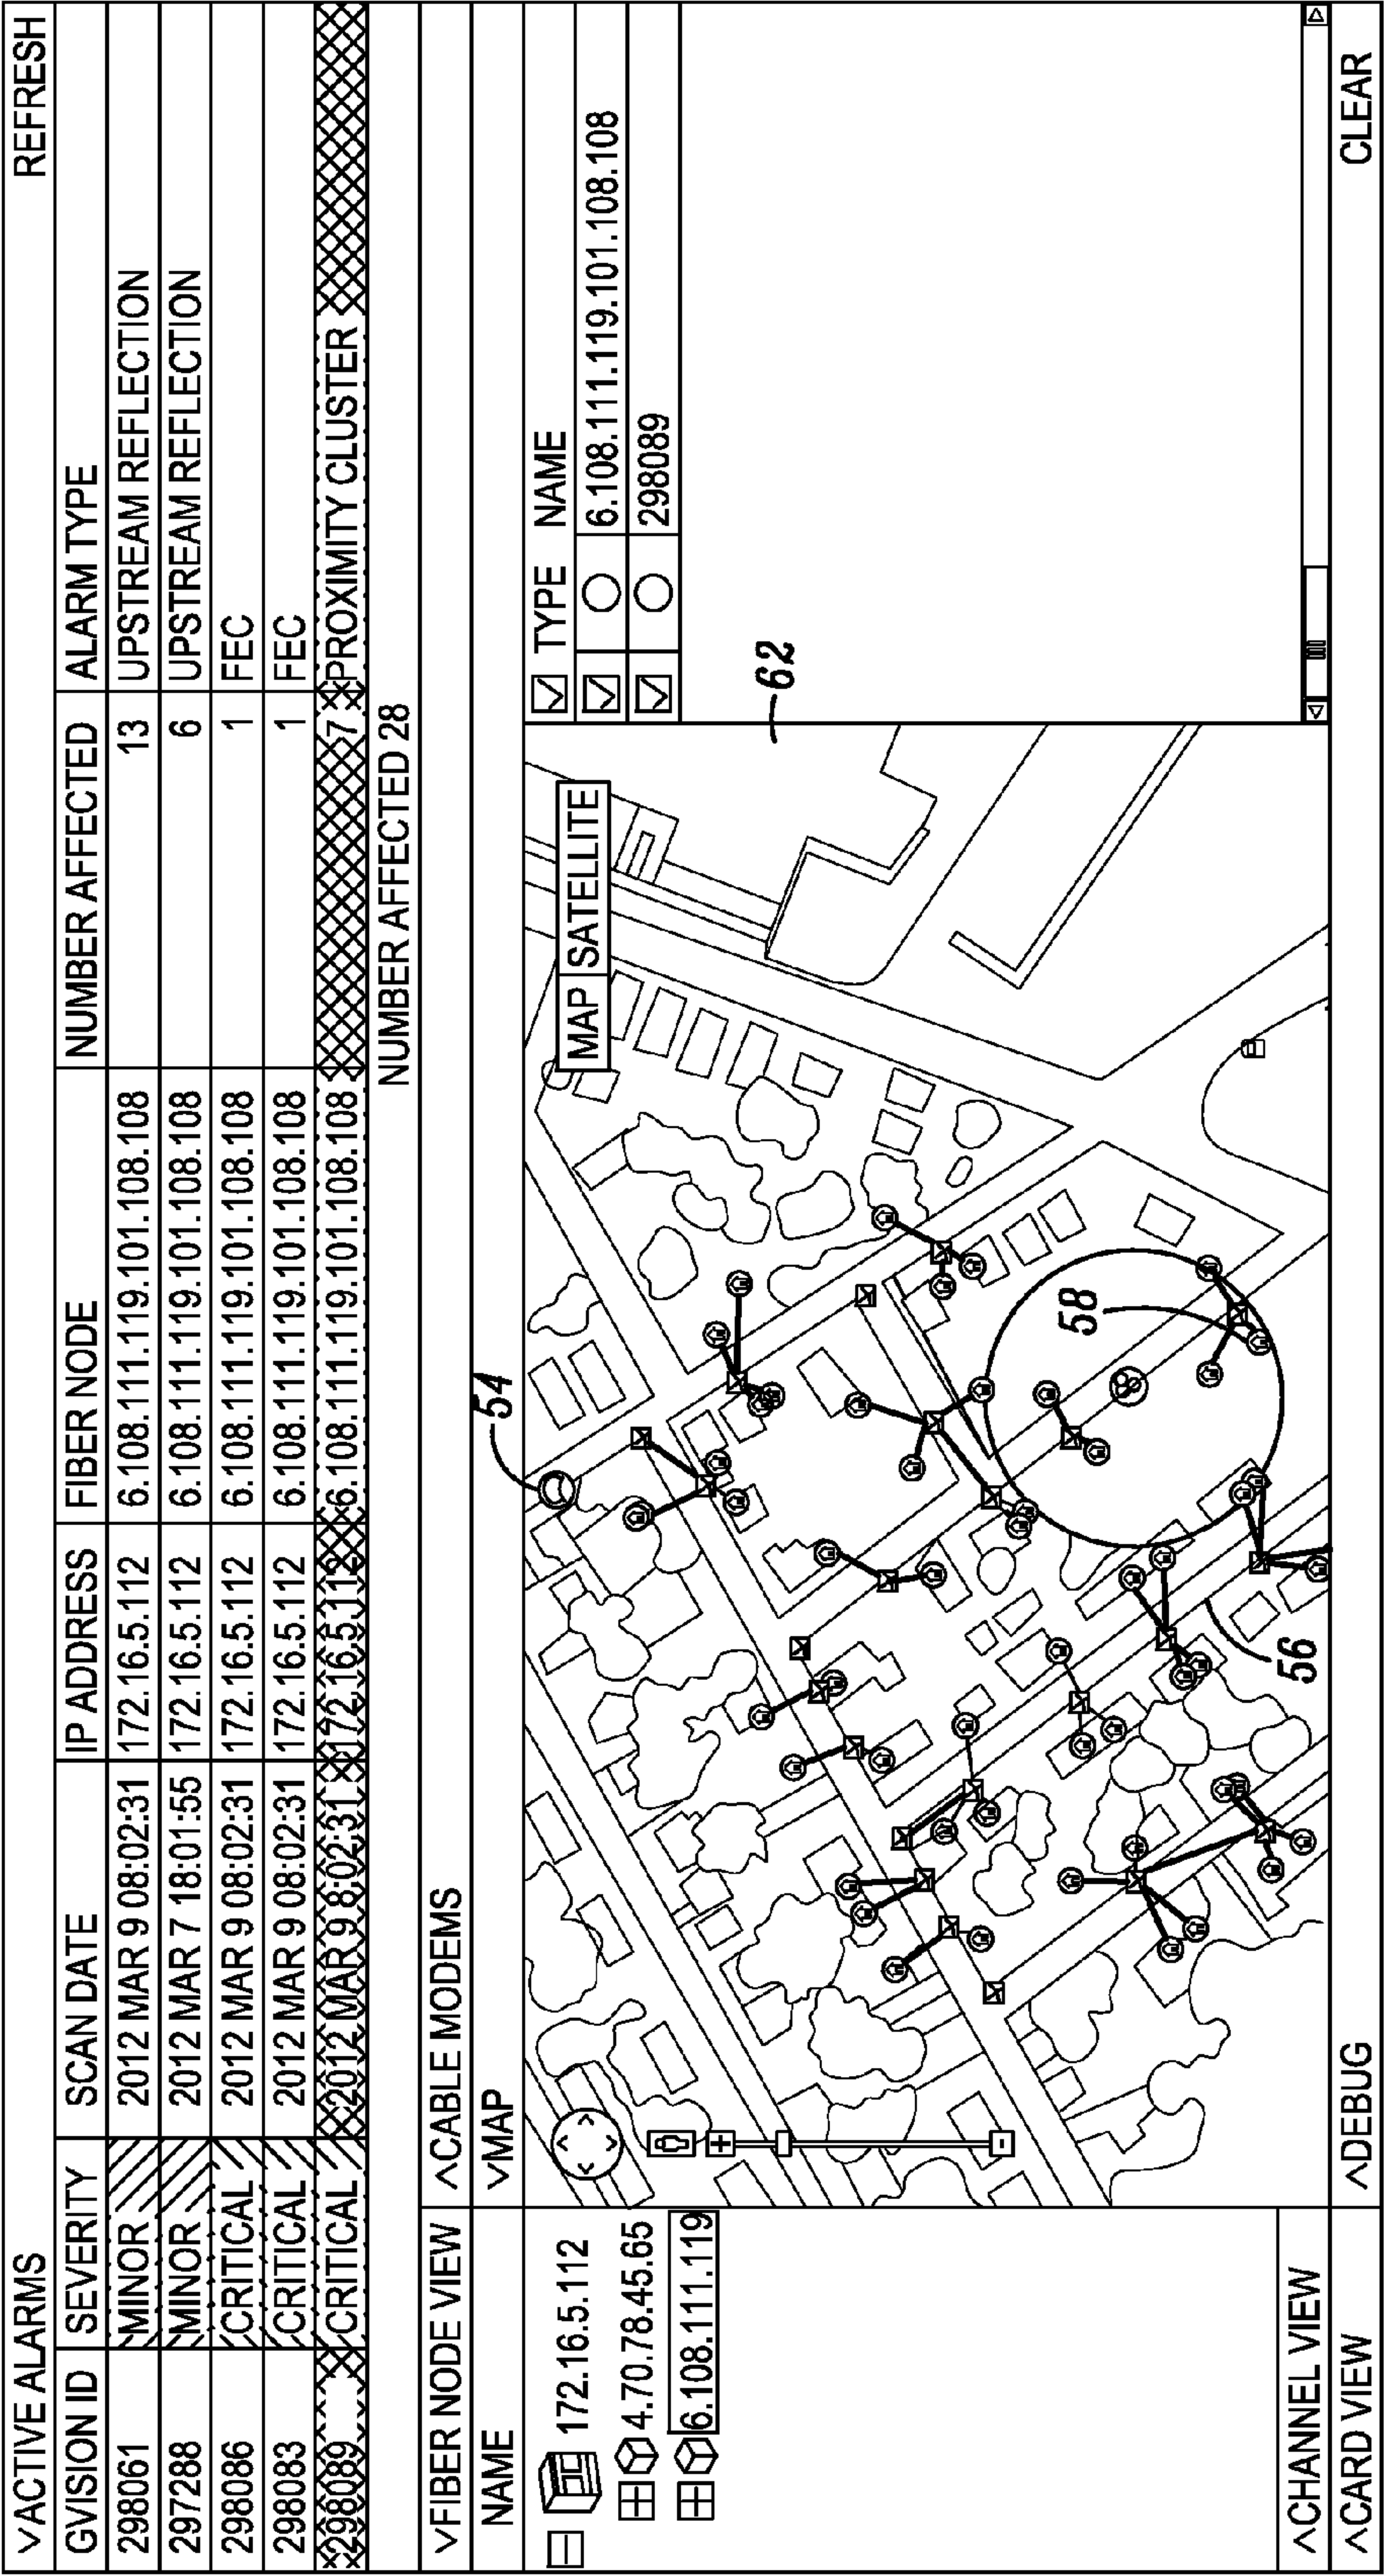 ∨ACTIVE ALARMS REFRESH
GVISION ID SEVERITY SCAN DATE IP ADDRESS FIBER NODE NUMBER AFFECTED ALARM TYPE
298061 MINOR 2012 MAR 9 08:02:31 172.16.5.112 6.108.111.119.101.108.108 13 UPSTREAM REFLECTION
297288 MINOR 2012 MAR 7 18:01:55 172.16.5.112 6.108.111.119.101.108.108 6 UPSTREAM REFLECTION
298086 CRITICAL 2012 MAR 9 08:02:31 172.16.5.112 6.108.111.119.101.108.108 1 FEC
298083 CRITICAL 2012 MAR 9 08:02:31 172.16.5.112 6.108.111.119.101.108.108 1 FEC
298089 CRITICAL 2012 MAR 9 8:02:31 172.16.5.112 6.108.111.119.101.108.108 7 PROXIMITY CLUSTER
NUMBER AFFECTED 28
∨FIBER NODE VIEW ∧CABLE MODEMS
NAME ∨MAP
172.16.5.112
4.70.78.45.65
6.108.111.119
54
MAP SATELLITE
62
58
56
TYPE NAME
6.108.111.119.101.108.108
298089
∧CHANNEL VIEW
∧CARD VIEW ∧DEBUG CLEAR